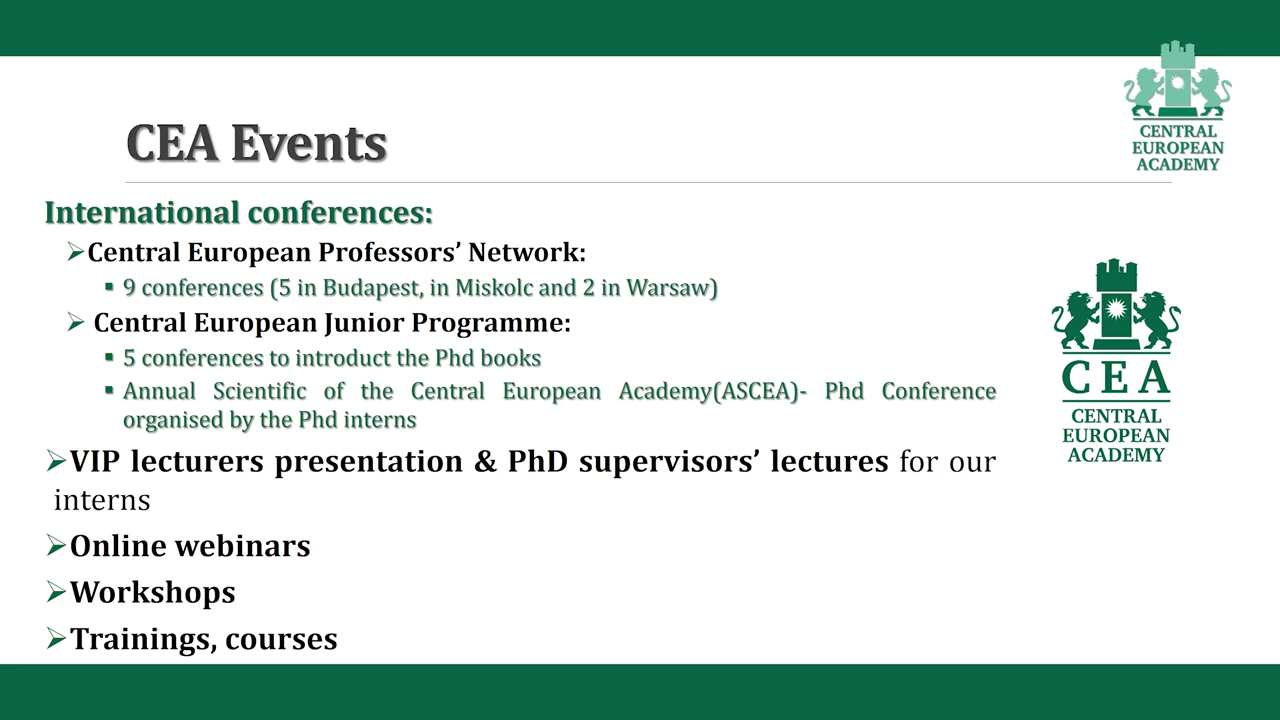 CENTRAL
EUROPEAN
ACADEMY
CEA Events
International conferences:
Central European Professors’ Network:
9 conferences (5 in Budapest, in Miskolc and 2 in Warsaw)
Central European Junior Programme:
5 conferences to introduce the Phd books
Annual Scientific of the Central European Academy(ASCEA)- Phd Conference
organised by the Phd interns
VIP lecturers presentation & PhD supervisors’ lectures for our
interns
Online webinars
Workshops
Trainings, courses
CEA
CENTRAL
EUROPEAN
ACADEMY